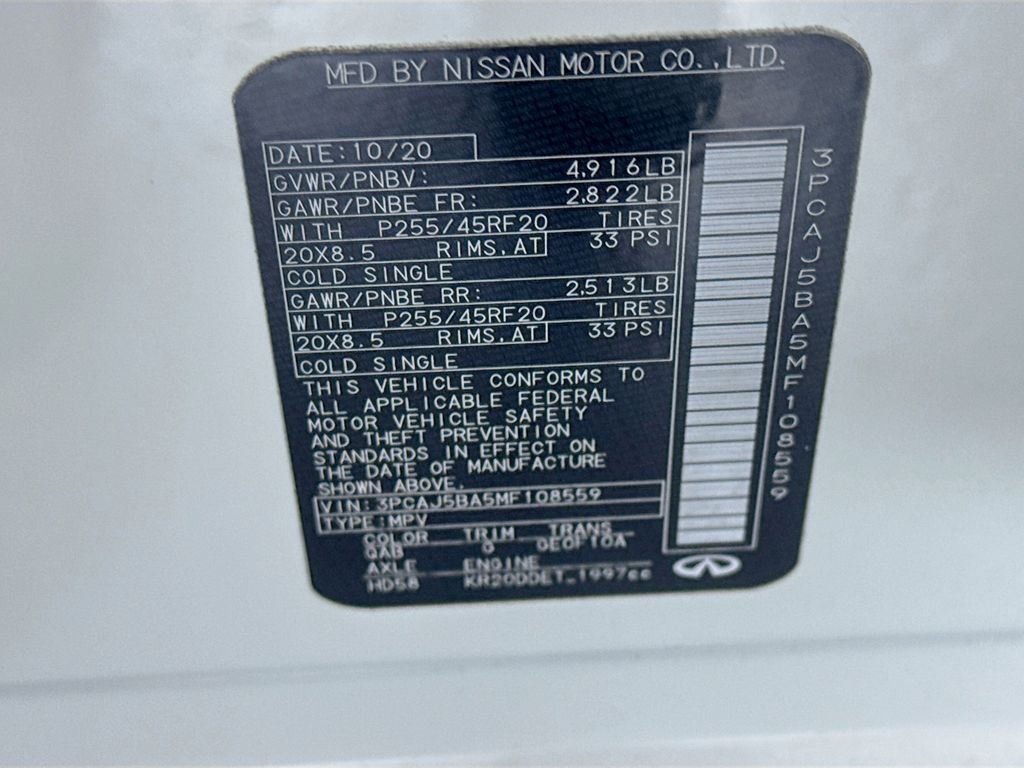 MFD BY NISSAN MOTOR CO.,LTD.
DATE:10/20
GVWR/PNBV: 4,916LB
GAWR/PNBE FR: 2,822LB
WITH P255/45RF20 TIRES
20X8.5 RIMS,AT 33 PSI
COLD SINGLE
GAWR/PNBE RR: 2,513LB
WITH P255/45RF20 TIRES
20X8.5 RIMS.AT 33 PSI
COLD SINGLE
THIS VEHICLE CONFORMS TO
ALL APPLICABLE FEDERAL
MOTOR VEHICLE SAFETY
AND THEFT PREVENTION
STANDARDS IN EFFECT ON
THE DATE OF MANUFACTURE
SHOWN ABOVE.
VIN:3PCAJ5BA5MF108559
TYPE:MPV
COLOR TRIM TRANS
QAB G GEOF10A
AXLE ENGINE
HD58 KR20DDET 1997cc
3PCAJ5BA5MF108559